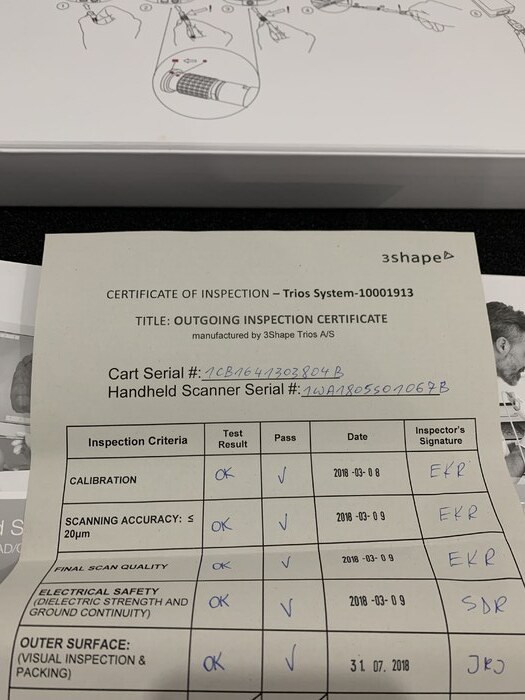 3shape
CERTIFICATE OF INSPECTION – Trios System-10001913
TITLE: OUTGOING INSPECTION CERTIFICATE
manufactured by 3Shape Trios A/S
Cart Serial #: 1CB1641303804B
Handheld Scanner Serial #: 1WA1805501067B
Inspection Criteria Test Result Pass Date Inspector's Signature
CALIBRATION OK √ 2018 -03- 08 EKR
SCANNING ACCURACY: ≤ 20µm OK √ 2018 -03- 09 EKR
FINAL SCAN QUALITY OK √ 2018 -03- 09 EKR
ELECTRICAL SAFETY (DIELECTRIC STRENGTH AND GROUND CONTINUITY) OK √ 2018 -03- 09 SDR
OUTER SURFACE: (VISUAL INSPECTION & PACKING) OK √ 31 07. 2018 JRJ